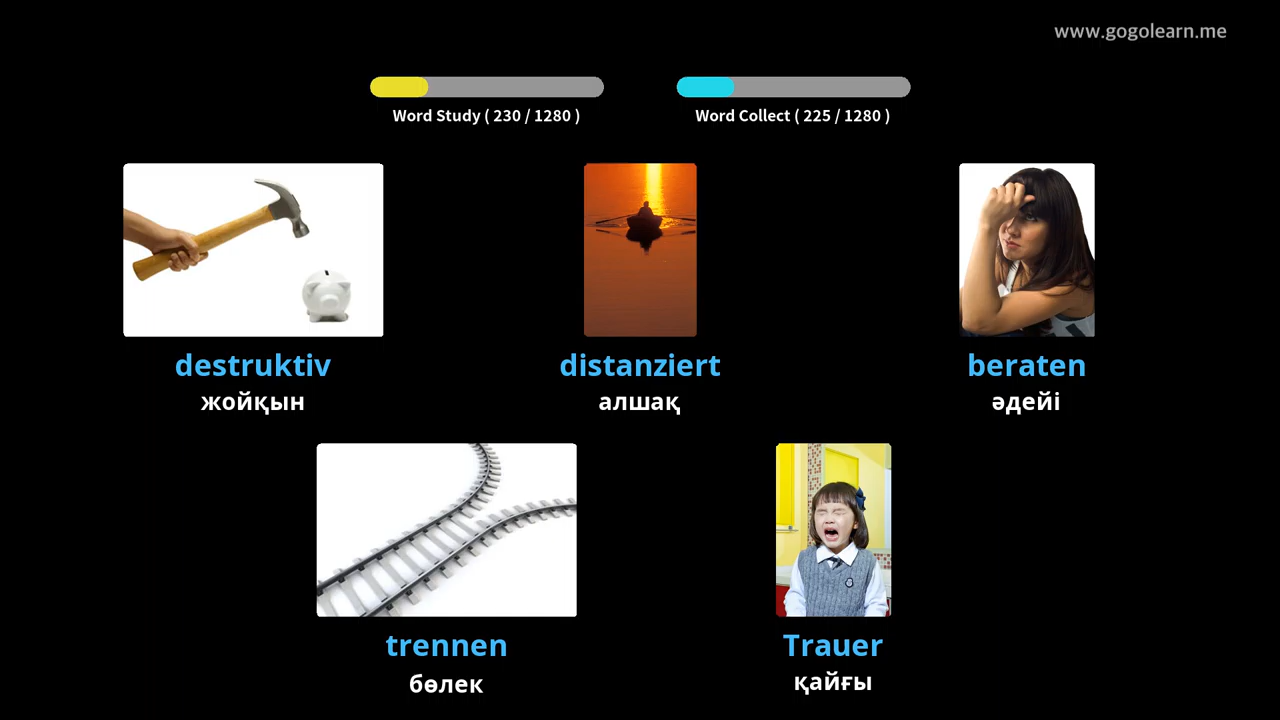 www.gogolearn.me
Word Study ( 230 / 1280 )
Word Collect ( 225 / 1280 )
destruktiv
жойқын
distanziert
алшақ
beraten
әдейі
trennen
бөлек
Trauer
қайғы